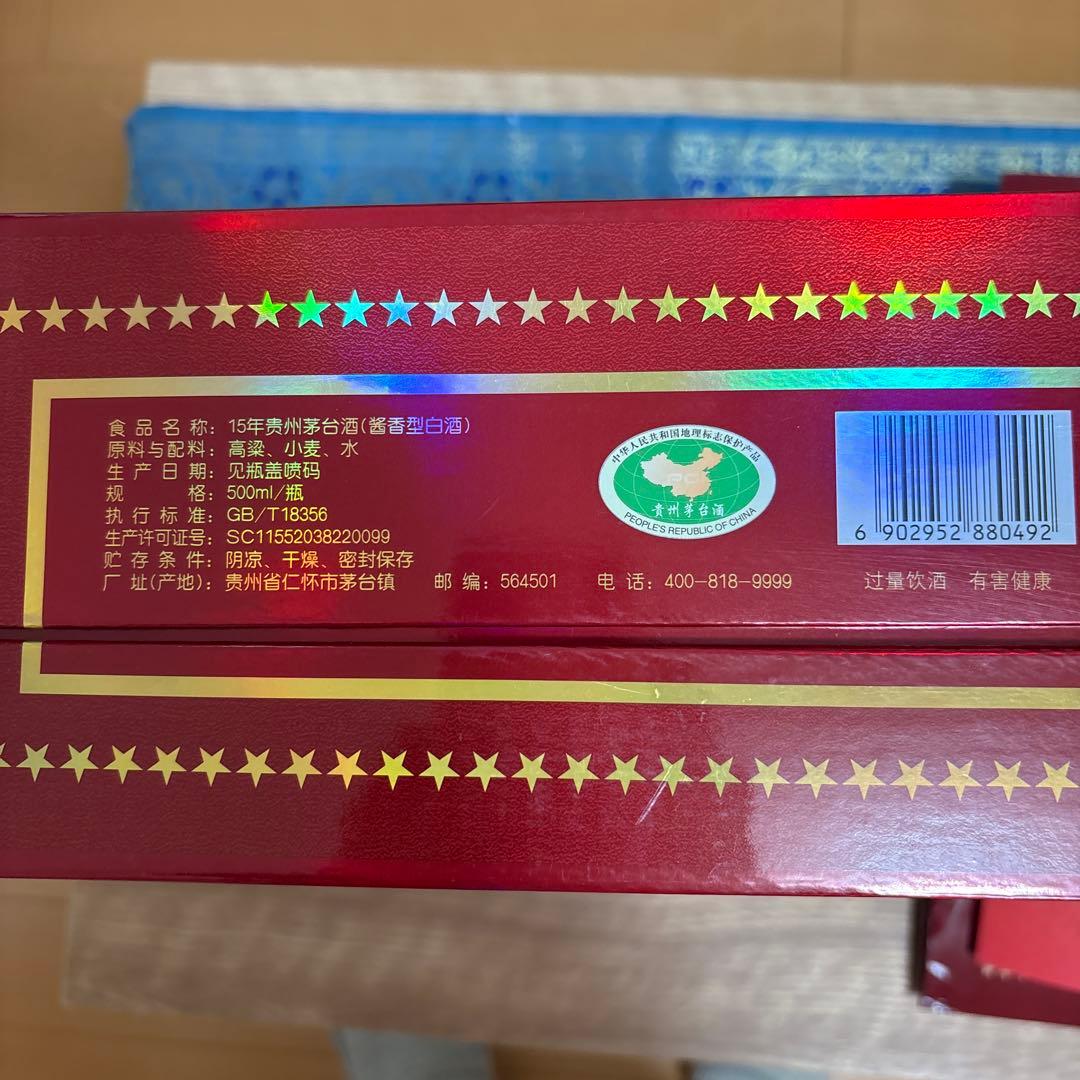 食品名称：15年贵州茅台酒(酱香型白酒)
原料与配料：高粱、小麦、水
生产日期：见瓶盖喷码
规 格：500ml/瓶
执行标准：GB/T18356
生产许可证号：SC11552038220099
贮存条件：阴凉、干燥、密封保存
厂址(产地)：贵州省仁怀市茅台镇 邮编：564501 电话：400-818-9999
中华人民共和国地理标志保护产品
PGI
贵州茅台酒
PEOPLE'S REPUBLIC OF CHINA
6 902952 880492
过量饮酒 有害健康